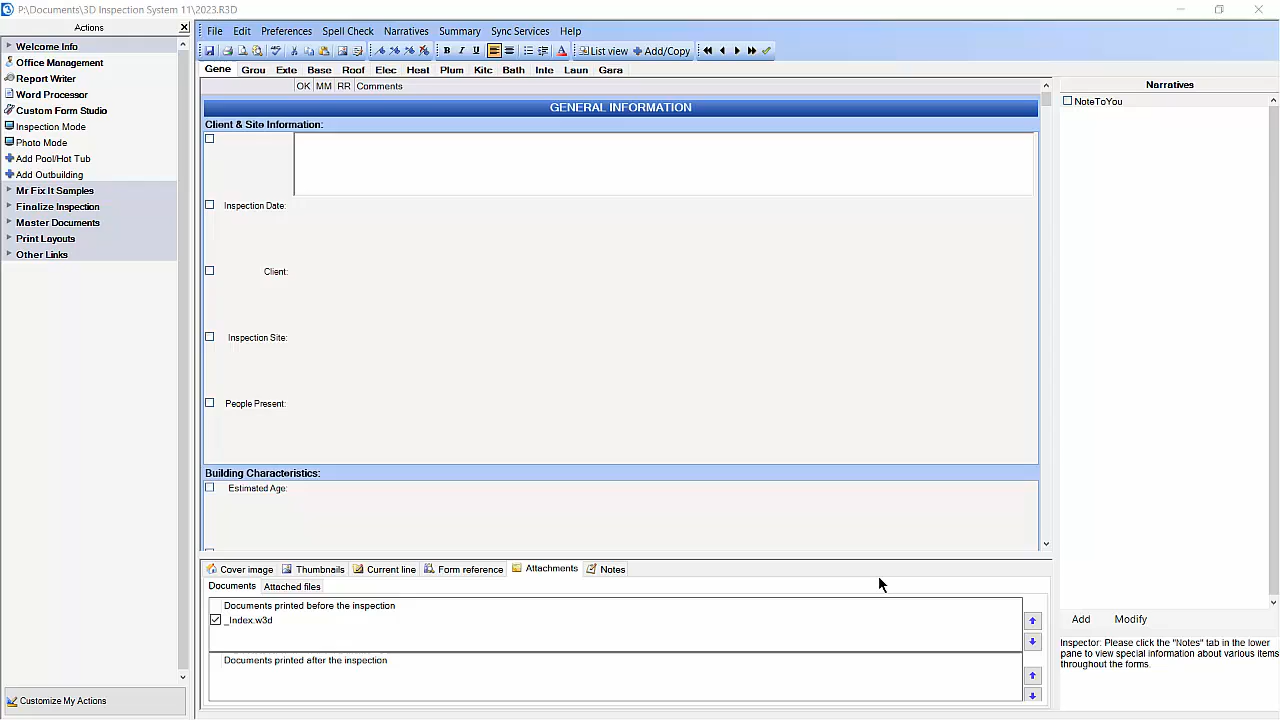 P:\Documents\3D Inspection System 11\2023.R3D
Actions
Welcome Info
Office Management
Report Writer
Word Processor
Custom Form Studio
Inspection Mode
Photo Mode
Add Pool/Hot Tub
Add Outbuilding
Mr Fix It Samples
Finalize Inspection
Master Documents
Print Layouts
Other Links
Customize My Actions
File Edit Preferences Spell Check Narratives Summary Sync Services Help
B I U A List view Add/Copy
Gene Grou Exte Base Roof Elec Heat Plum Kitc Bath Inte Laun Gara
OK MM RR Comments
GENERAL INFORMATION
Client & Site Information:
Inspection Date:
Client:
Inspection Site:
People Present:
Building Characteristics:
Estimated Age:
Cover image Thumbnails Current line Form reference Attachments Notes
Documents Attached files
Documents printed before the inspection
_Index.w3d
Documents printed after the inspection
Narratives
NoteToYou
Add Modify
Inspector: Please click the "Notes" tab in the lower
pane to view special information about various items
throughout the forms.